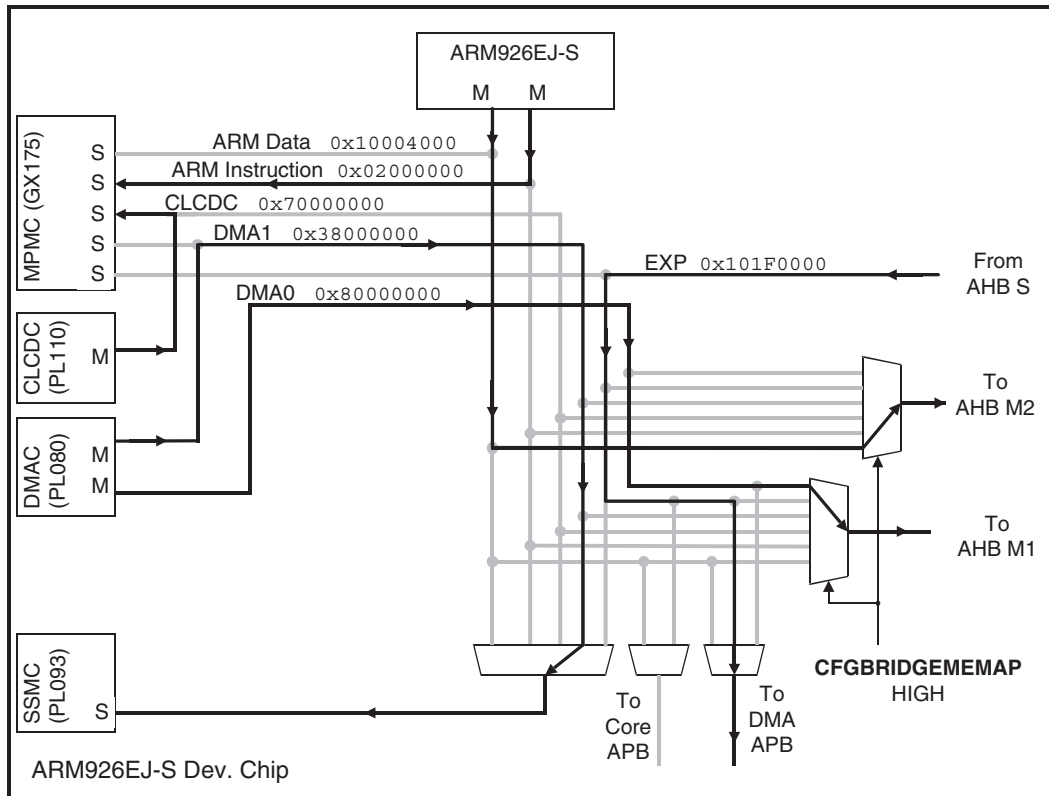 ARM926EJ-S
M M
MPMC (GX175)
S
S
S
S
S
ARM Data 0x10004000
ARM Instruction 0x02000000
CLCDC 0x70000000
DMA1 0x38000000
EXP 0x101F0000
From
AHB S
DMA0 0x80000000
CLCDC
(PL110)
M
To
AHB M2
DMAC
(PL080)
M
M
To
AHB M1
SSMC
(PL093)
S
To
Core
APB
To
DMA
APB
CFGBRIDGEMEMAP
HIGH
ARM926EJ-S Dev. Chip